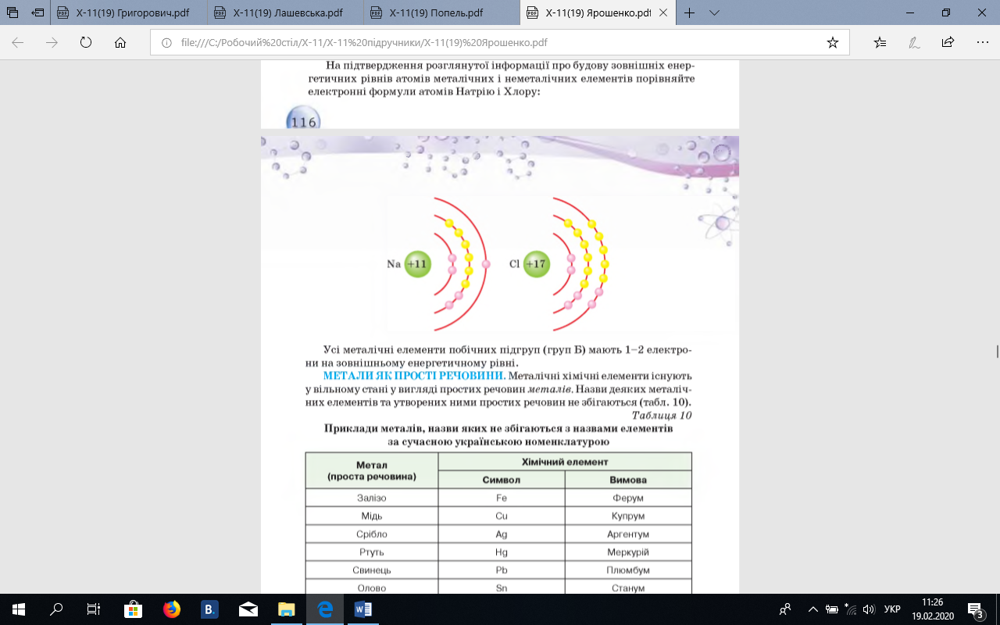 Х-11(19) Григорович.pdf
Х-11(19) Лашевська.pdf
Х-11(19) Попель.pdf
Х-11(19) Ярошенко.pdf
file:///C:/Робочий%20стіл/Х-11/Х-11%20підручники/Х-11(19)%20Ярошенко.pdf
На підтвердження розглянутої інформації про будову зовнішніх енер-
гетичних рівнів атомів металічних і неметалічних елементів порівняйте
електронні формули атомів Натрію і Хлору:
116
Na +11
Cl +17
Усі металічні елементи побічних підгруп (груп Б) мають 1–2 електро-
ни на зовнішньому енергетичному рівні.
МЕТАЛИ ЯК ПРОСТІ РЕЧОВИНИ. Металічні хімічні елементи існують
у вільному стані у вигляді простих речовин металів. Назви деяких металіч-
них елементів та утворених ними простих речовин не збігаються (табл. 10).
Таблиця 10
Приклади металів, назви яких не збігаються з назвами елементів
за сучасною українською номенклатурою
Метал
(проста речовина)
Хімічний елемент
Символ Вимова
Залізо Fe Ферум
Мідь Cu Купрум
Срібло Ag Аргентум
Ртуть Hg Меркурій
Свинець Pb Плюмбум
Олово Sn Станум
B.
УКР
11:26
19.02.2020
3